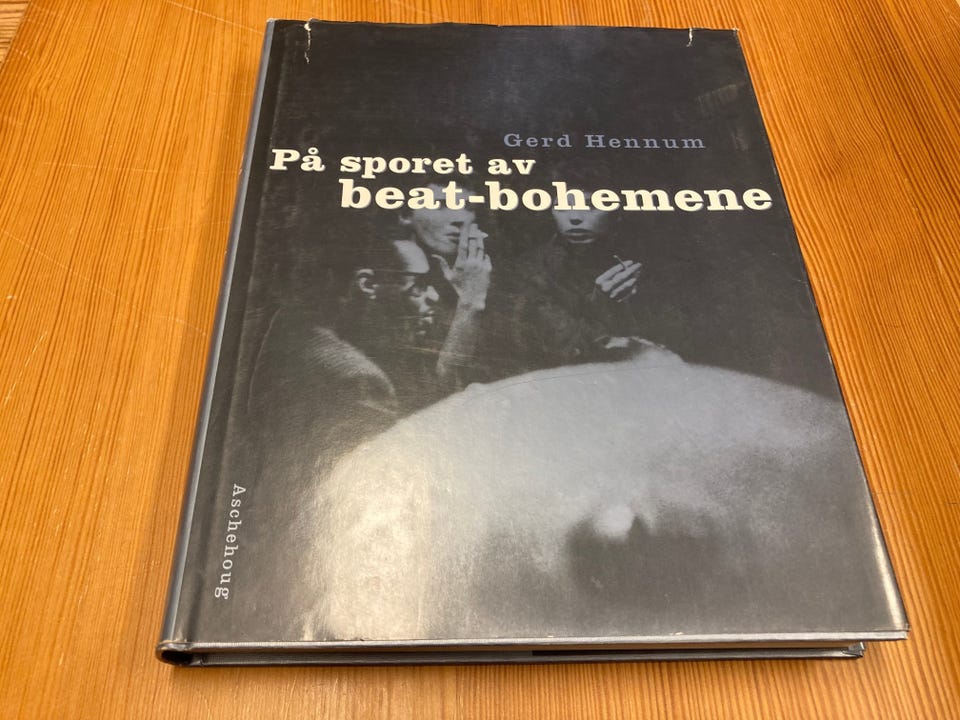 Gerd Hennum
På sporet av
beat-bohemene
Aschehoug